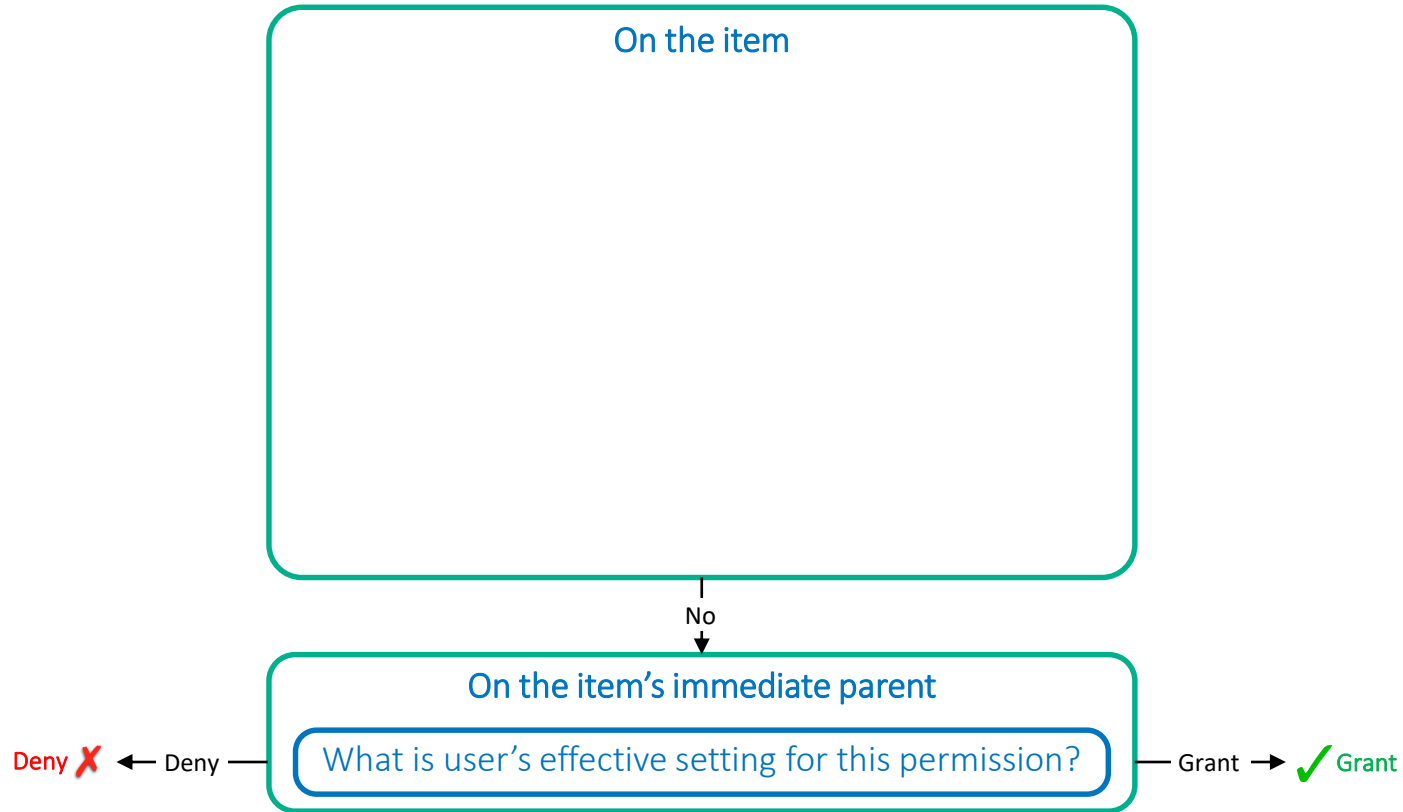 On the item
No
On the item’s immediate parent
Deny ✗ Deny What is user’s effective setting for this permission? Grant ✓ Grant